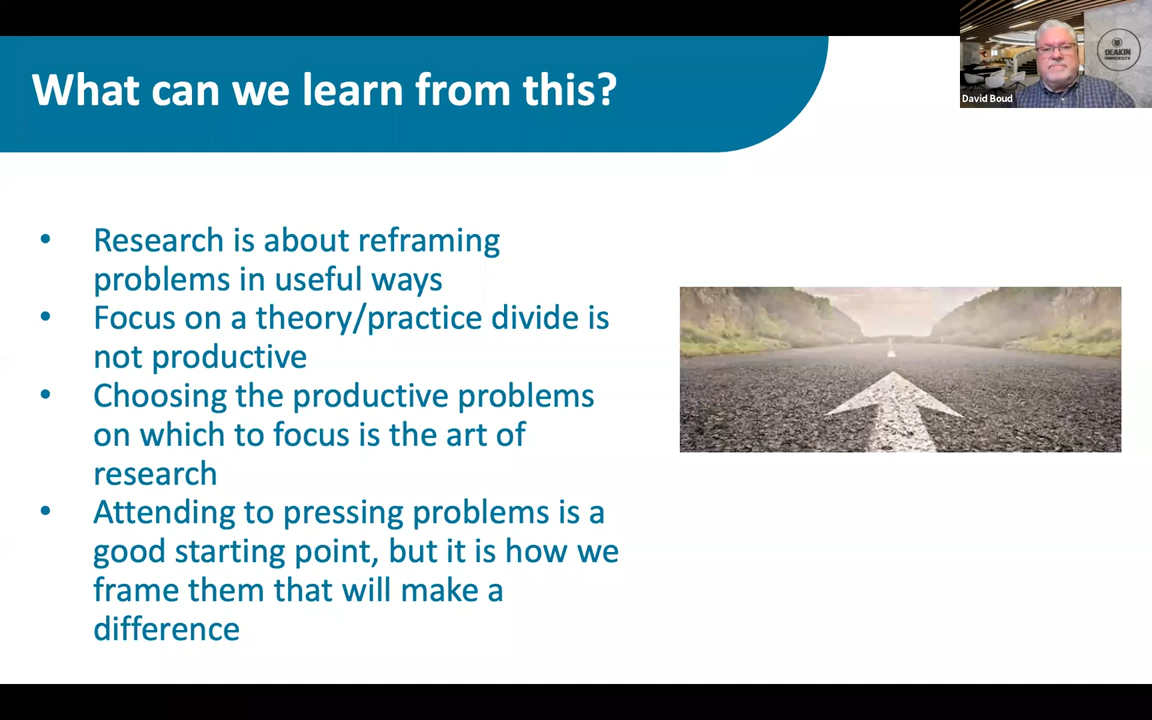 What can we learn from this?
DEAKIN
UNIVERSITY
David Boud
• Research is about reframing
problems in useful ways
• Focus on a theory/practice divide is
not productive
• Choosing the productive problems
on which to focus is the art of
research
• Attending to pressing problems is a
good starting point, but it is how we
frame them that will make a
difference